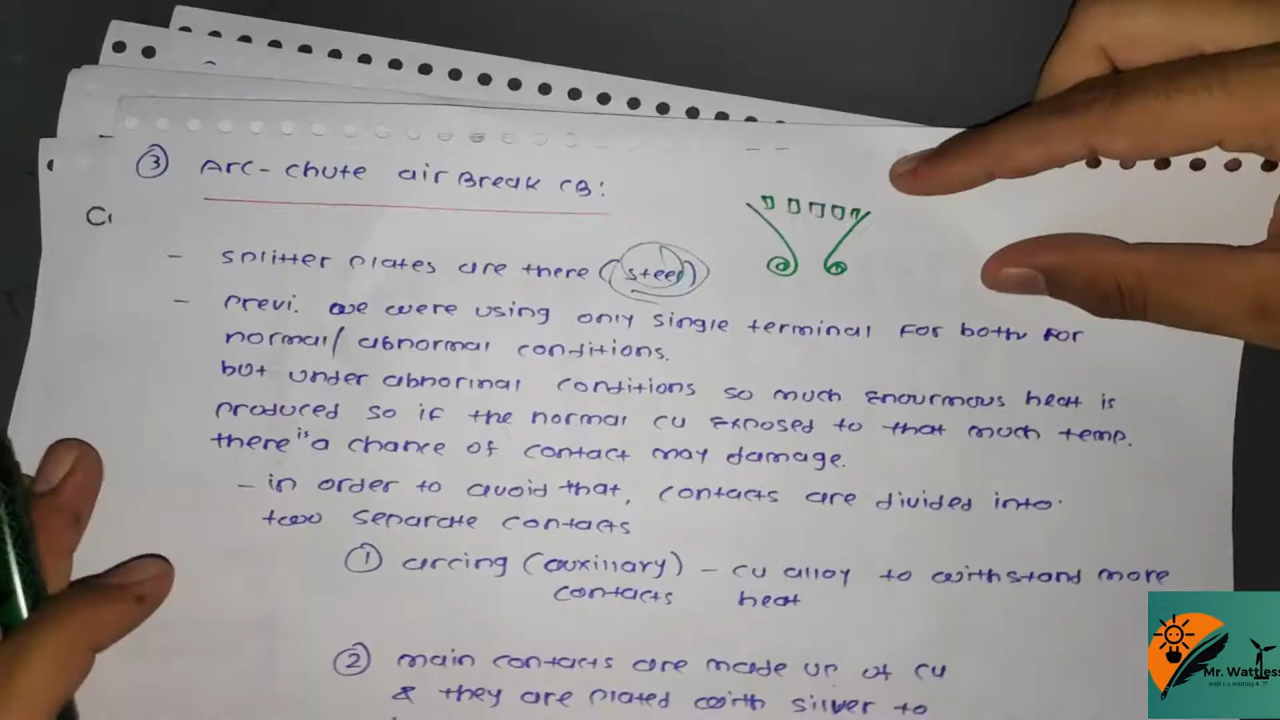 ③ Arc-chute air Break CB:
- splitter plates are there (steel)
- previ. we were using only single terminal for both for
normal/abnormal conditions.
but under abnormal conditions so much enourmous heat is
produced so if the normal cu exposed to that much temp.
there is a chance of contact may damage.
- in order to avoid that, contacts are divided into
two separate contacts
① arcing (auxiliary) - cu alloy to withstand more
contacts heat
② main contacts are made up of cu
& they are plated with silver to
Mr. Wattless